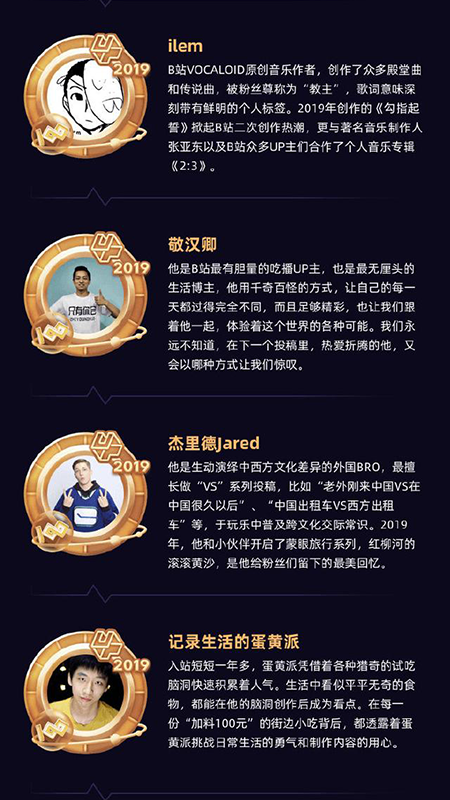 ilem
2019
B站VOCALOID原创音乐作者，创作了众多殿堂曲
和传说曲，被粉丝尊称为“教主”，歌词意味深
刻带有鲜明的个人标签。2019年创作的《勾指起
誓》掀起B站二次创作热潮，更与著名音乐制作人
张亚东以及B站众多UP主们合作了个人音乐专辑
《2:3》。
100
敬汉卿
2019
他是B站最有胆量的吃播UP主，也是最无厘头的
生活博主，他用千奇百怪的方式，让自己的每一
天都过得完全不同，而且足够精彩，也让我们跟
着他一起，体验着这个世界的各种可能。我们永
远不知道，在下一个投稿里，热爱折腾的他，又
会以哪种方式让我们惊叹。
只有你
100
杰里德Jared
2019
他是生动演绎中西方文化差异的外国BRO，最擅
长做“VS”系列投稿，比如“老外刚来中国VS在
中国很久以后”、“中国出租车VS西方出租
车”等，于玩乐中普及跨文化交际常识。2019
年，他和小伙伴开启了蒙眼旅行系列，红柳河的
滚滚黄沙，是他给粉丝们留下的最美回忆。
100
记录生活的蛋黄派
2019
入站短短一年多，蛋黄派凭借着各种猎奇的试吃
脑洞快速积累着人气。生活中看似平平无奇的食
物，都能在他的脑洞创作后成为看点。在每一
份“加料100元”的街边小吃背后，都透露着蛋
黄派挑战日常生活的勇气和制作内容的用心。
100